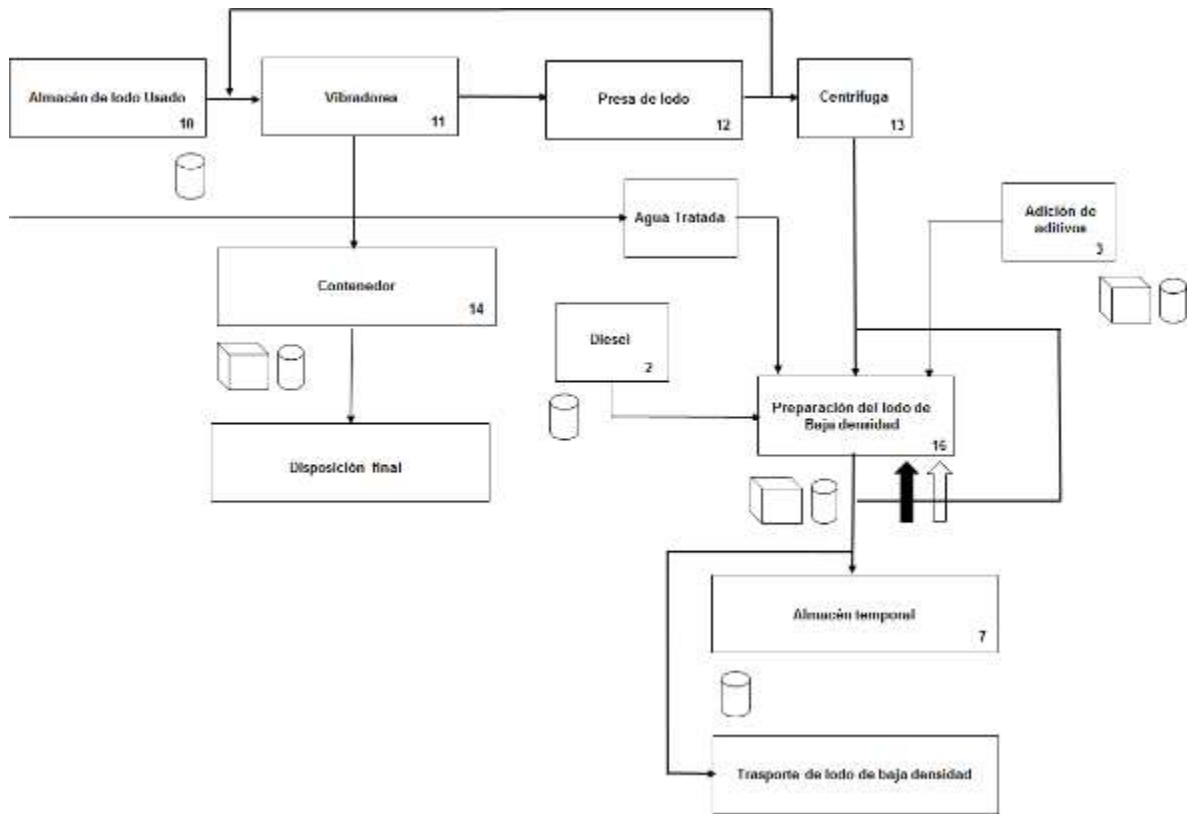 Almacén de lodo Usado
10
Vibradores
11
Presa de lodo
12
Centrífuga
13
Agua Tratada
Adición de
aditivos
3
Contenedor
14
Diesel
2
Preparación del lodo de
Baja densidad
16
Disposición final
Almacén temporal
7
Trasporte de lodo de baja densidad